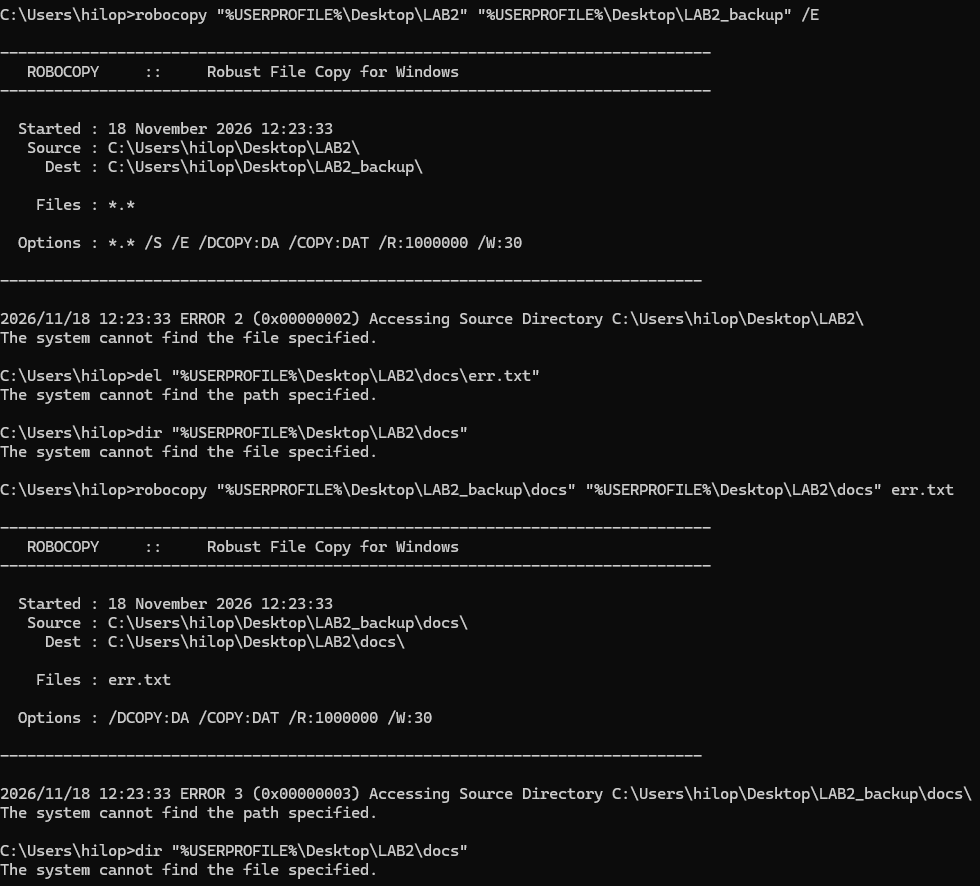 C:\Users\hilop>robocopy "%USERPROFILE%\Desktop\LAB2" "%USERPROFILE%\Desktop\LAB2_backup" /E
-------------------------------------------------------------------------------
   ROBOCOPY     ::     Robust File Copy for Windows
-------------------------------------------------------------------------------
  Started : 18 November 2026 12:23:33
   Source : C:\Users\hilop\Desktop\LAB2\
     Dest : C:\Users\hilop\Desktop\LAB2_backup\
    Files : *.*
  Options : *.* /S /E /DCOPY:DA /COPY:DAT /R:1000000 /W:30
------------------------------------------------------------------------------
2026/11/18 12:23:33 ERROR 2 (0x00000002) Accessing Source Directory C:\Users\hilop\Desktop\LAB2\
The system cannot find the file specified.
C:\Users\hilop>del "%USERPROFILE%\Desktop\LAB2\docs\err.txt"
The system cannot find the path specified.
C:\Users\hilop>dir "%USERPROFILE%\Desktop\LAB2\docs"
The system cannot find the file specified.
C:\Users\hilop>robocopy "%USERPROFILE%\Desktop\LAB2_backup\docs" "%USERPROFILE%\Desktop\LAB2\docs" err.txt
-------------------------------------------------------------------------------
   ROBOCOPY     ::     Robust File Copy for Windows
-------------------------------------------------------------------------------
  Started : 18 November 2026 12:23:33
   Source : C:\Users\hilop\Desktop\LAB2_backup\docs\
     Dest : C:\Users\hilop\Desktop\LAB2\docs\
    Files : err.txt
  Options : /DCOPY:DA /COPY:DAT /R:1000000 /W:30
------------------------------------------------------------------------------
2026/11/18 12:23:33 ERROR 3 (0x00000003) Accessing Source Directory C:\Users\hilop\Desktop\LAB2_backup\docs\
The system cannot find the path specified.
C:\Users\hilop>dir "%USERPROFILE%\Desktop\LAB2\docs"
The system cannot find the file specified.